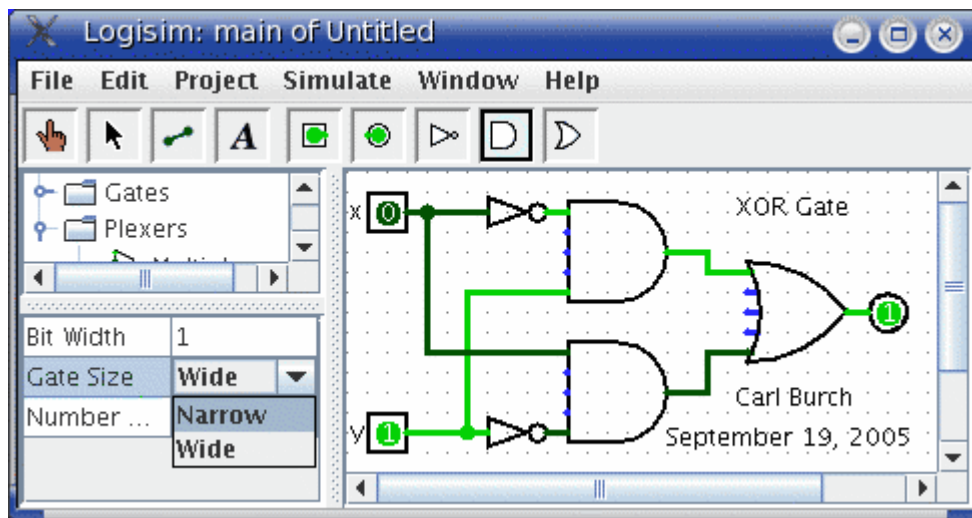 Logisim: main of Untitled
File Edit Project Simulate Window Help
A
Gates
Plexers
x 0
XOR Gate
1
Bit Width 1
Gate Size Wide
Number ...
Narrow
Wide
y 1
Carl Burch
September 19, 2005